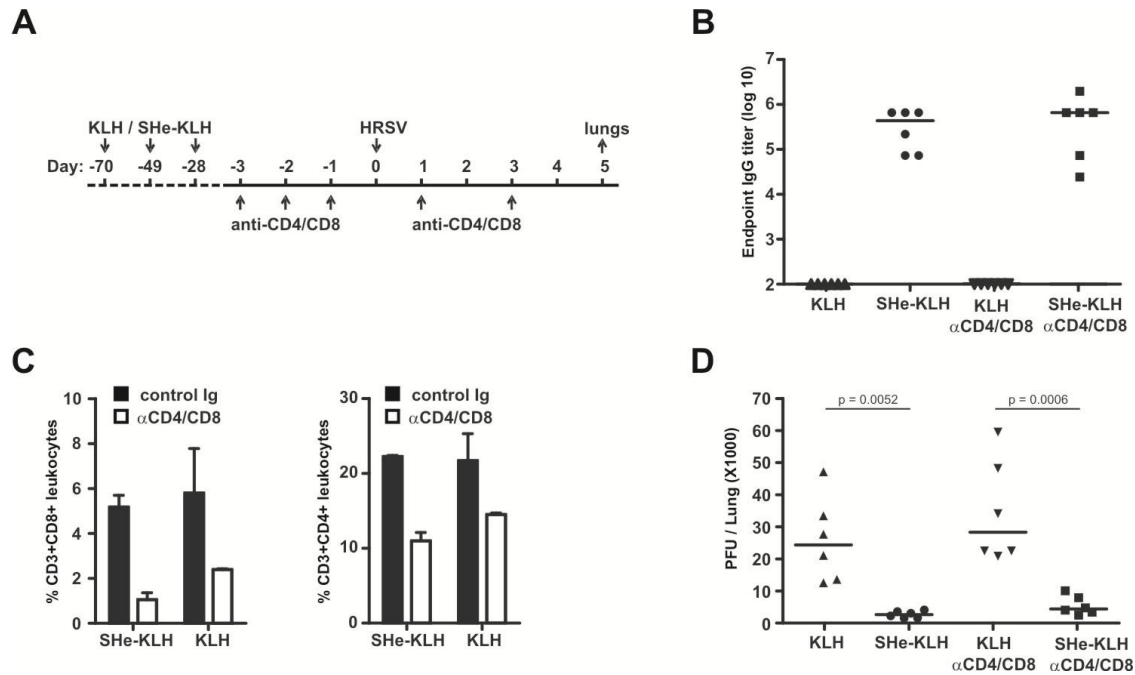 A
KLH / SHe-KLH
HRSV
lungs
Day: -70 -49 -28 -3 -2 -1 0 1 2 3 4 5
anti-CD4/CD8 anti-CD4/CD8
B
Endpoint IgG titer (log 10)
7
6
5
4
3
2
KLH SHe-KLH KLH SHe-KLH
αCD4/CD8 αCD4/CD8
C
control Ig
αCD4/CD8
% CD3+CD8+ leukocytes
10
8
6
4
2
0
SHe-KLH KLH
control Ig
αCD4/CD8
% CD3+CD4+ leukocytes
30
20
10
0
SHe-KLH KLH
D
p = 0.0052 p = 0.0006
PFU / Lung (X1000)
70
60
50
40
30
20
10
0
KLH SHe-KLH KLH SHe-KLH
αCD4/CD8 αCD4/CD8